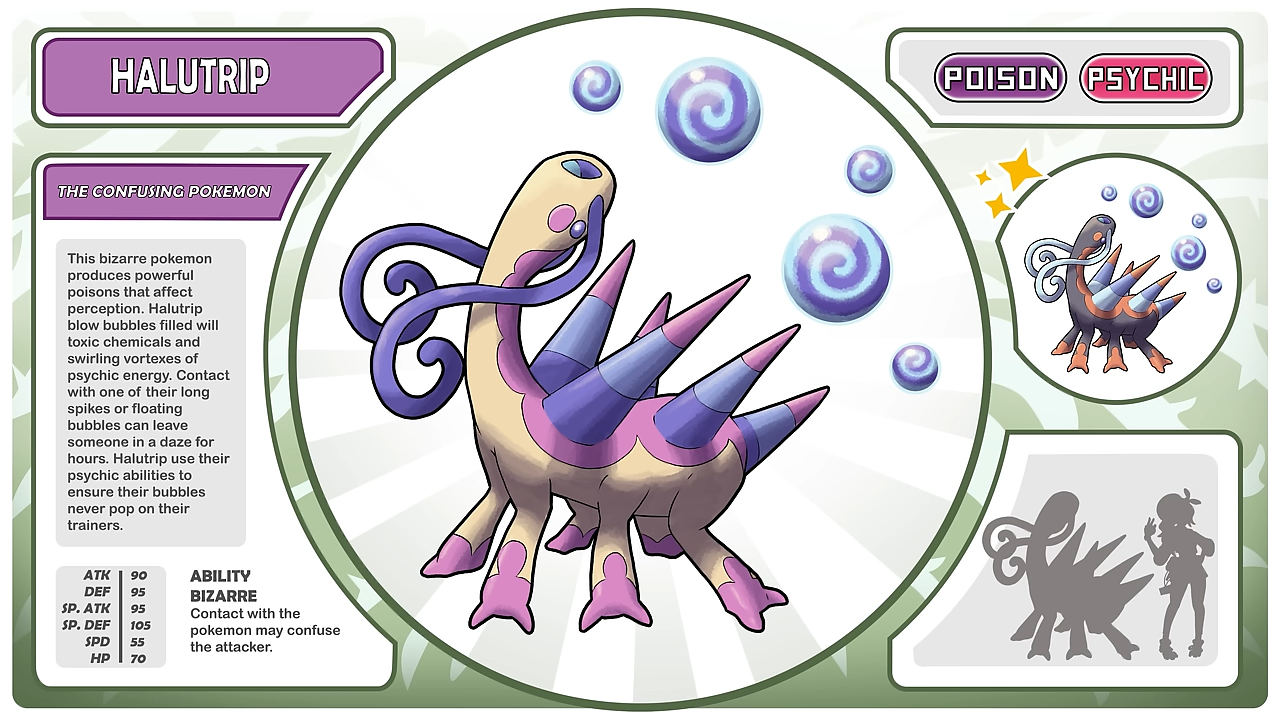 HALUTRIP
POISON PSYCHIC
THE CONFUSING POKEMON
This bizarre pokemon
produces powerful
poisons that affect
perception. Halutrip
blow bubbles filled will
toxic chemicals and
swirling vortexes of
psychic energy. Contact
with one of their long
spikes or floating
bubbles can leave
someone in a daze for
hours. Halutrip use their
psychic abilities to
ensure their bubbles
never pop on their
trainers.
ATK 90
DEF 95
SP. ATK 95
SP. DEF 105
SPD 55
HP 70
ABILITY
BIZARRE
Contact with the
pokemon may confuse
the attacker.